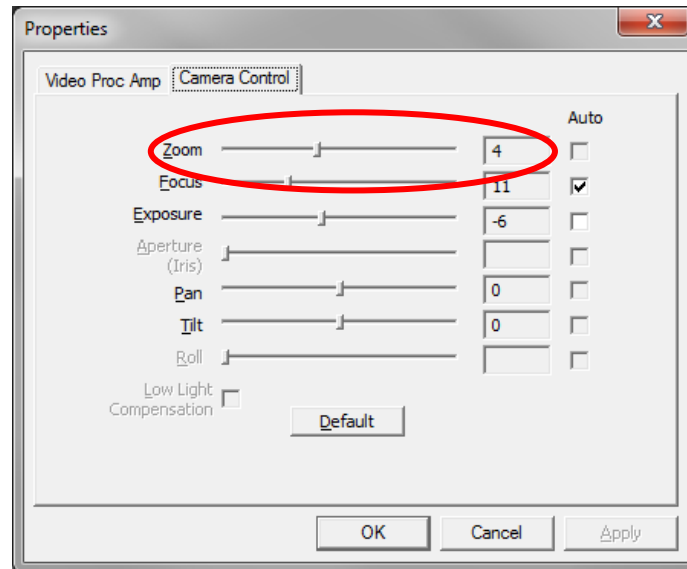 Properties
Video Proc Amp
Camera Control
Auto
Zoom 4
Focus 11
Exposure -6
Aperture
(Iris)
Pan 0
Tilt 0
Roll
Low Light
Compensation
Default
OK Cancel Apply